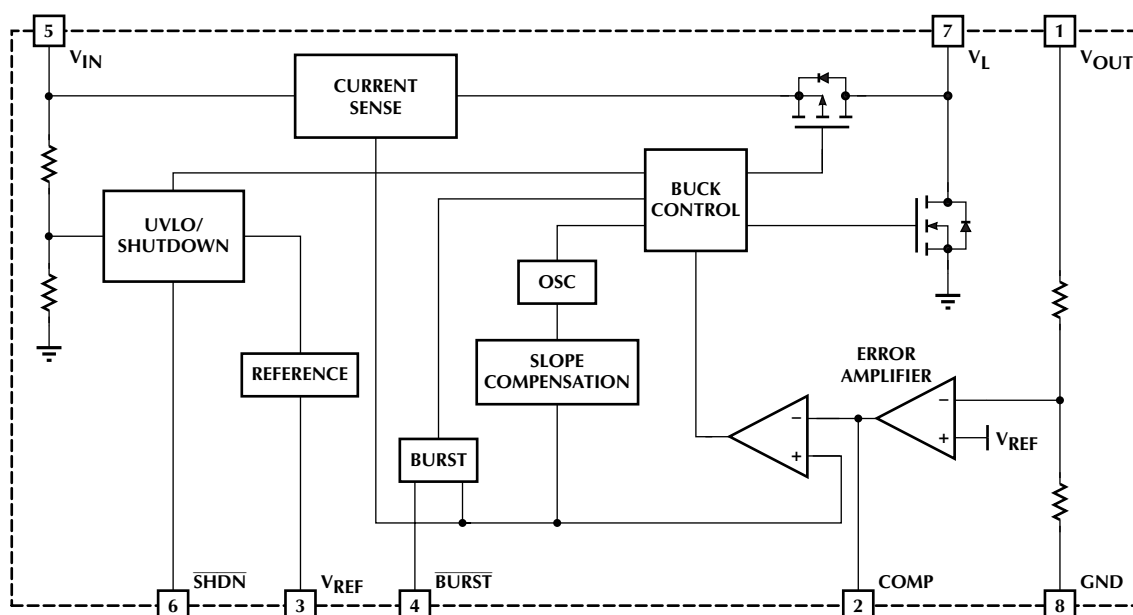 5
7
1
VIN
VL
VOUT
CURRENT
SENSE
BUCK
CONTROL
UVLO/
SHUTDOWN
OSC
REFERENCE
SLOPE
COMPENSATION
ERROR
AMPLIFIER
–
+
VREF
–
+
BURST
SHDN
VREF
BURST
COMP
GND
6
3
4
2
8